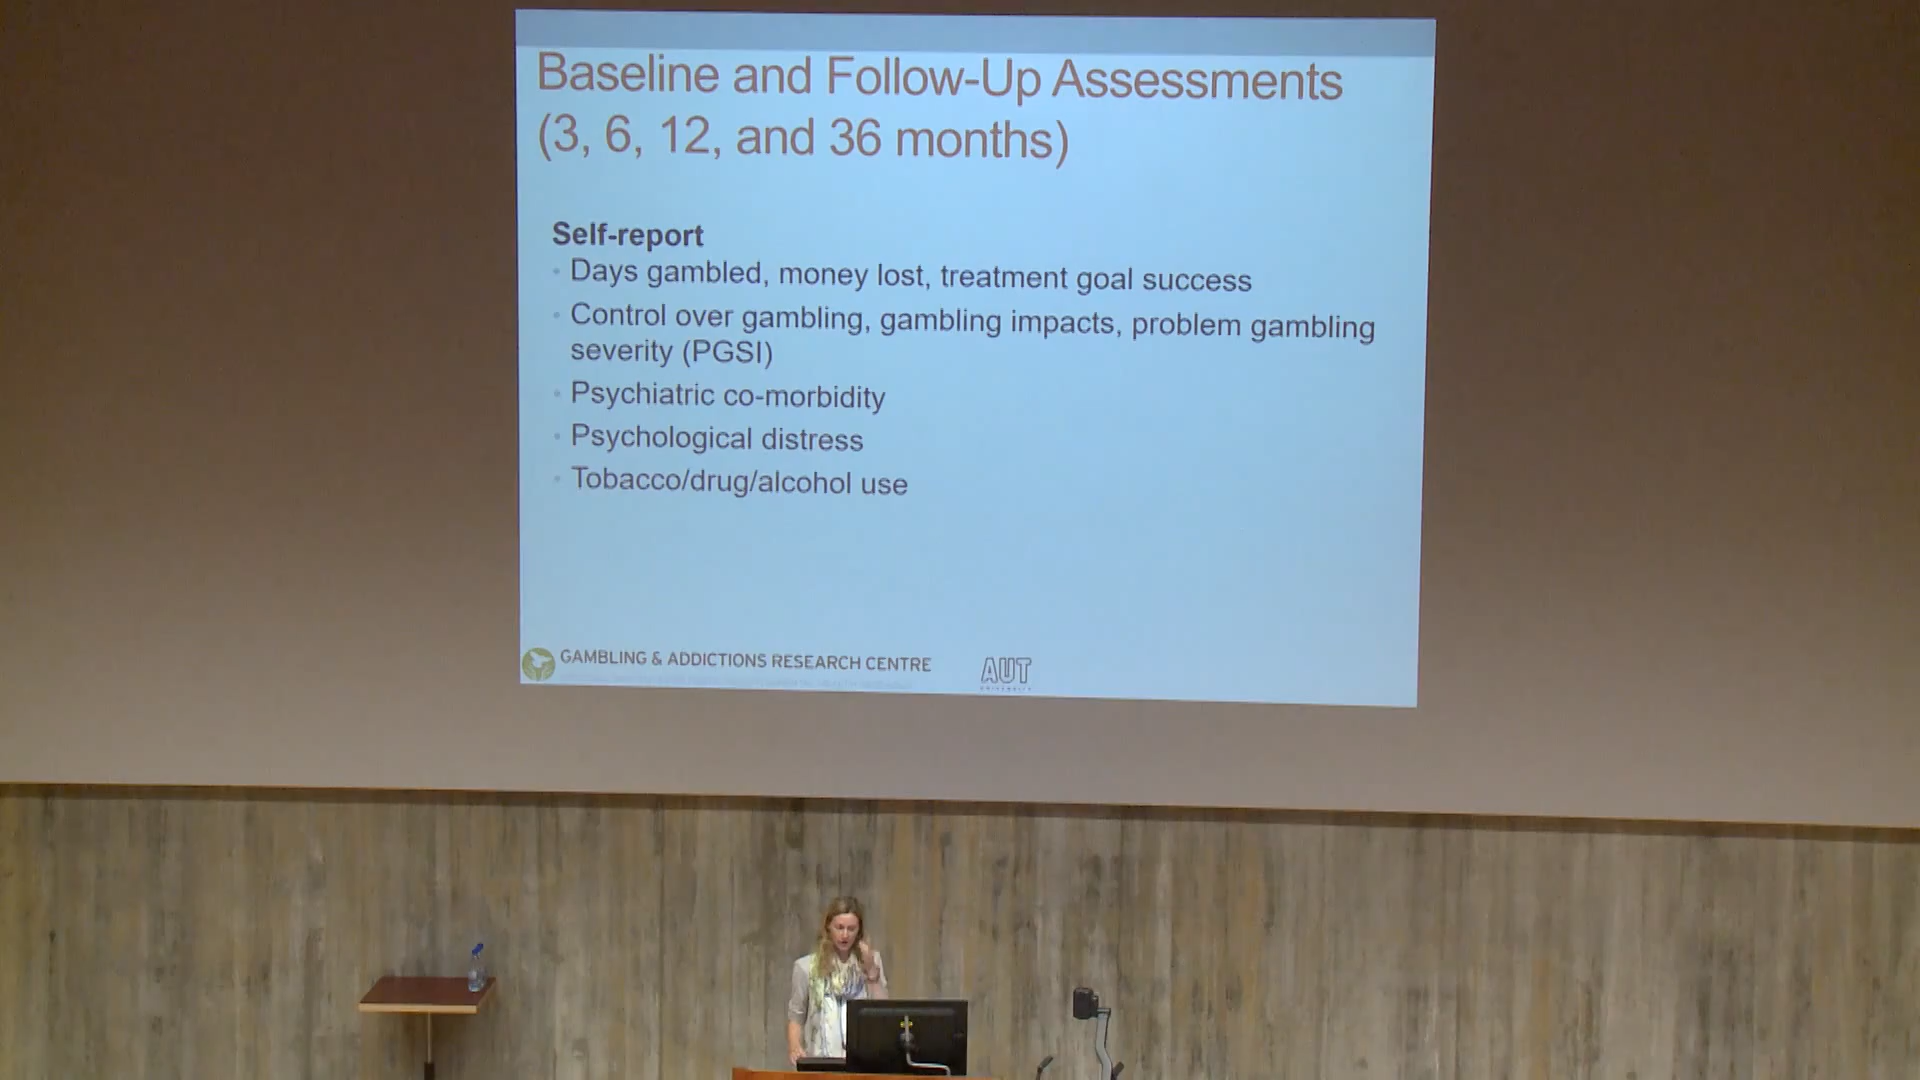 Baseline and Follow-Up Assessments
(3, 6, 12, and 36 months)
Self-report
• Days gambled, money lost, treatment goal success
• Control over gambling, gambling impacts, problem gambling
severity (PGSI)
• Psychiatric co-morbidity
• Psychological distress
• Tobacco/drug/alcohol use
GAMBLING & ADDICTIONS RESEARCH CENTRE
AUT
UNIVERSITY